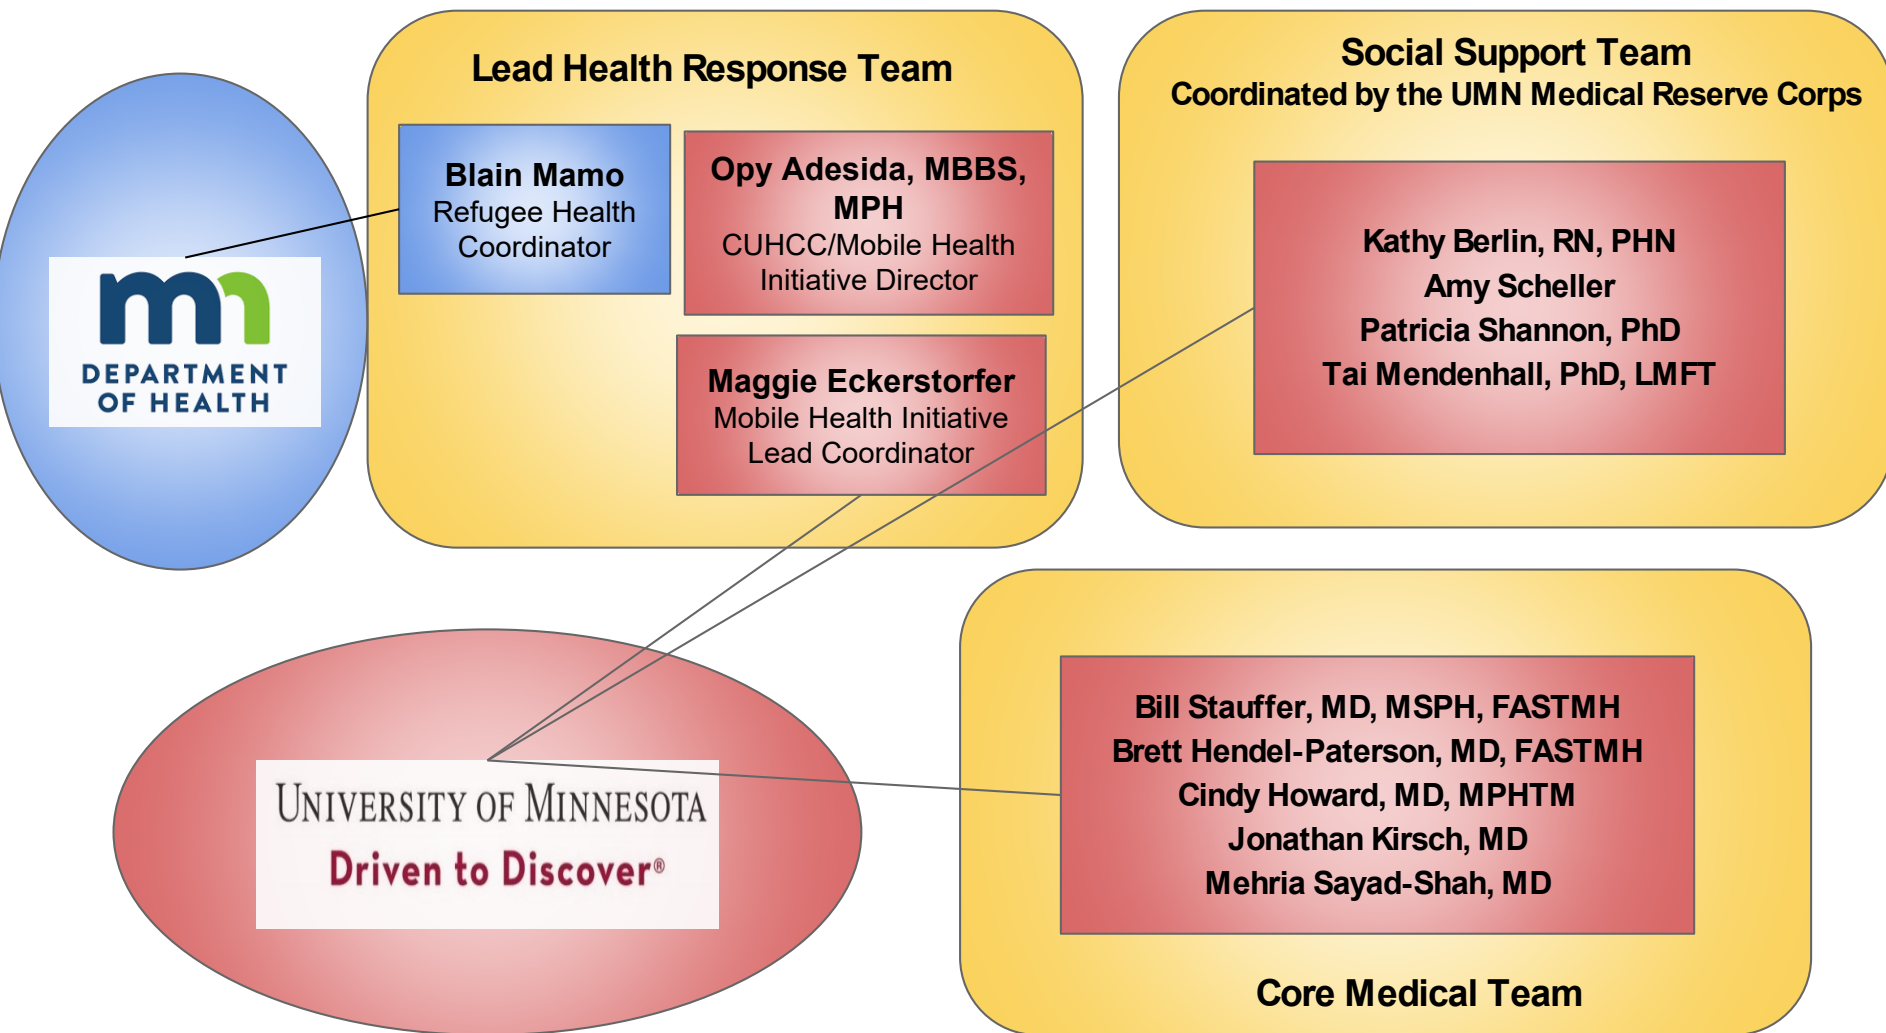 Lead Health Response Team
Blain Mamo
Refugee Health
Coordinator
Opy Adesida, MBBS,
MPH
CUHCC/Mobile Health
Initiative Director
Maggie Eckerstorfer
Mobile Health Initiative
Lead Coordinator
Social Support Team
Coordinated by the UMN Medical Reserve Corps
Kathy Berlin, RN, PHN
Amy Scheller
Patricia Shannon, PhD
Tai Mendenhall, PhD, LMFT
mn
DEPARTMENT
OF HEALTH
UNIVERSITY OF MINNESOTA
Driven to Discover®
Bill Stauffer, MD, MSPH, FASTMH
Brett Hendel-Paterson, MD, FASTMH
Cindy Howard, MD, MPHTM
Jonathan Kirsch, MD
Mehria Sayad-Shah, MD
Core Medical Team